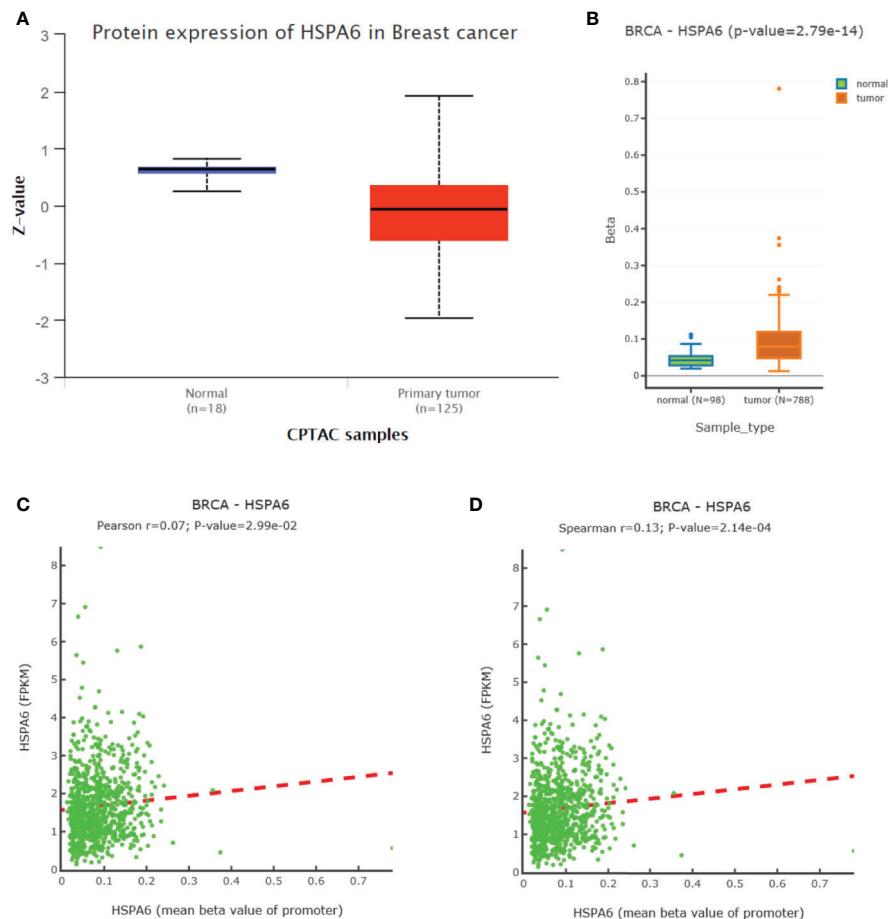 A
Protein expression of HSPA6 in Breast cancer
3
2
1
0
-1
-2
-3
Z-value
Normal
(n=18)
Primary tumor
(n=125)
CPTAC samples
B
BRCA - HSPA6 (p-value=2.79e-14)
normal
tumor
0.8
0.7
0.6
0.5
0.4
0.3
0.2
0.1
0
Beta
normal (N=98)
tumor (N=788)
Sample_type
C
BRCA - HSPA6
Pearson r=0.07; P-value=2.99e-02
8
7
6
5
4
3
2
1
0
HSPA6 (FPKM)
0 0.1 0.2 0.3 0.4 0.5 0.6 0.7
HSPA6 (mean beta value of promoter)
D
BRCA - HSPA6
Spearman r=0.13; P-value=2.14e-04
8
7
6
5
4
3
2
1
0
HSPA6 (FPKM)
0 0.1 0.2 0.3 0.4 0.5 0.6 0.7
HSPA6 (mean beta value of promoter)